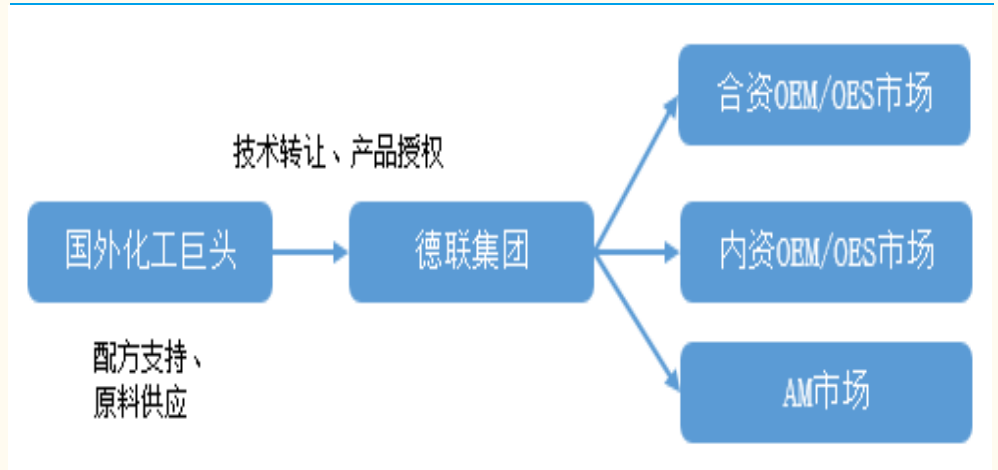 合资OEM/OES市场
技术转让、产品授权
国外化工巨头
德联集团
内资OEM/OES市场
配方支持、
原料供应
AM市场